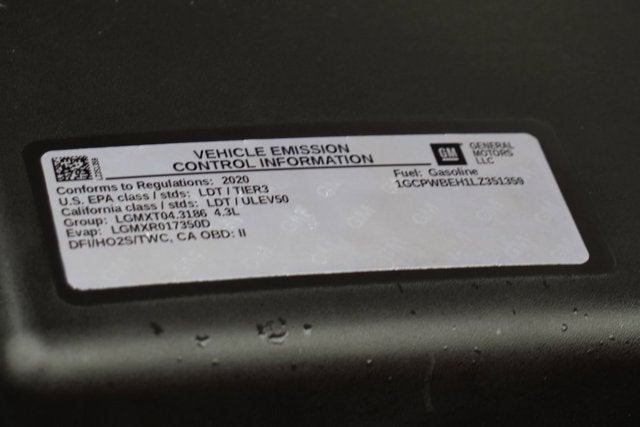 VEHICLE EMISSION
CONTROL INFORMATION
GM
GENERAL
MOTORS
LLC
Conforms to Regulations: 2020
U.S. EPA class / stds: LDT / TIER3
California class / stds: LDT / ULEV50
Group: LGMXT04.3186 4.3L
Evap: LGMXR017350D
DFI/HO2S/TWC, CA OBD: II
Fuel: Gasoline
1GCPWBEH1LZ351359